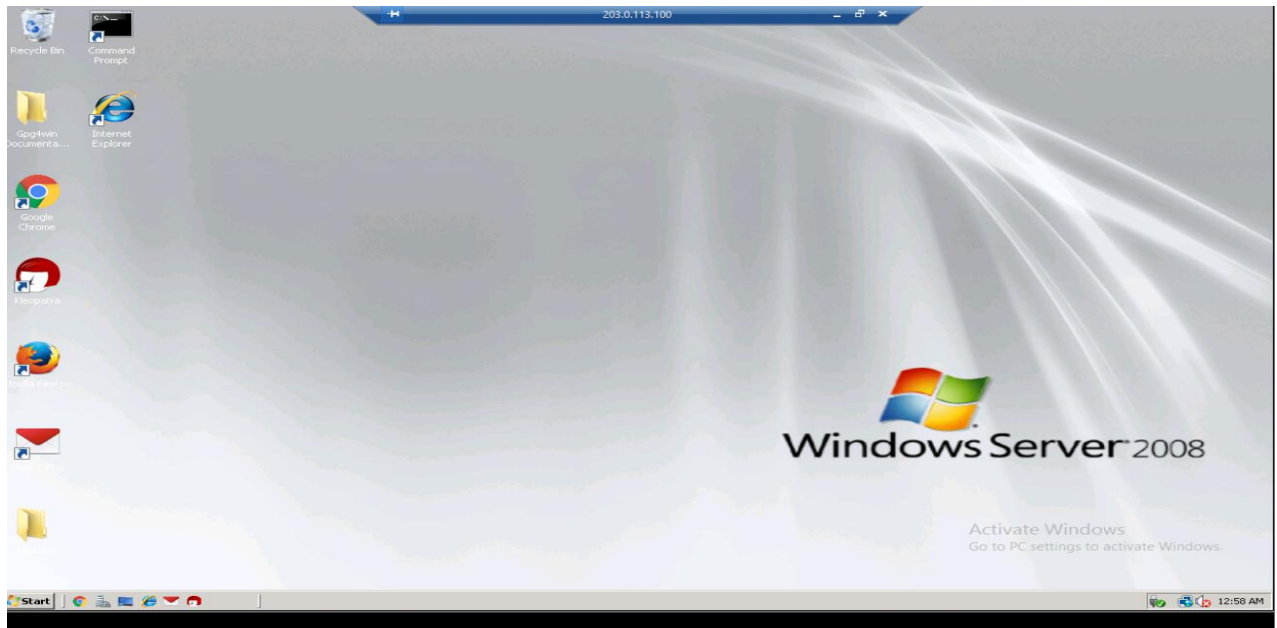 203.0.113.100
Recycle Bin
Command
Prompt
Gpg4win
Documenta...
Internet
Explorer
Google
Chrome
Kleopatra
C:\_
Windows Server 2008
Activate Windows
Go to PC settings to activate Windows.
Start
12:58 AM